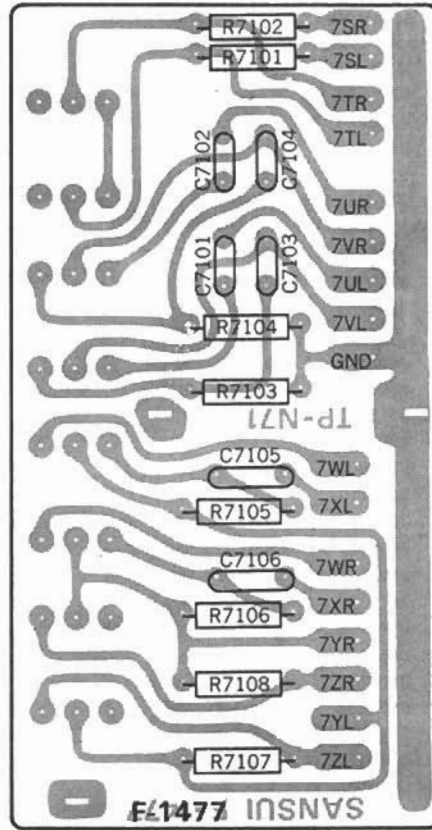 R7102 7SR
R7101 7SL
7TR
7TL
C7102 C7104
7UR
7VR
C7101 C7103 7UL
7VL
R7104
GND
R7103
TP-N71
C7105 7WL
7XL
R7105
7WR
C7106
7XR
R7106
7YR
R7108 7ZR
7YL
R7107 7ZL
F-1477 SANSUI